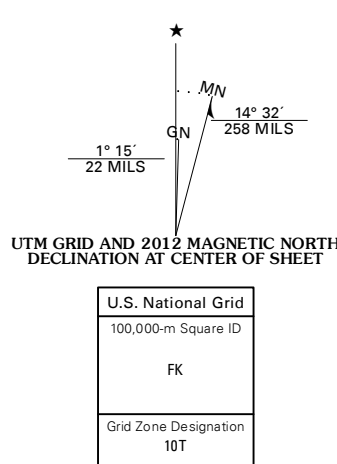 ★
MN
GN
14° 32´
258 MILS
1° 15´
22 MILS
UTM GRID AND 2012 MAGNETIC NORTH
DECLINATION AT CENTER OF SHEET
U.S. National Grid
100,000-m Square ID
FK
Grid Zone Designation
10T